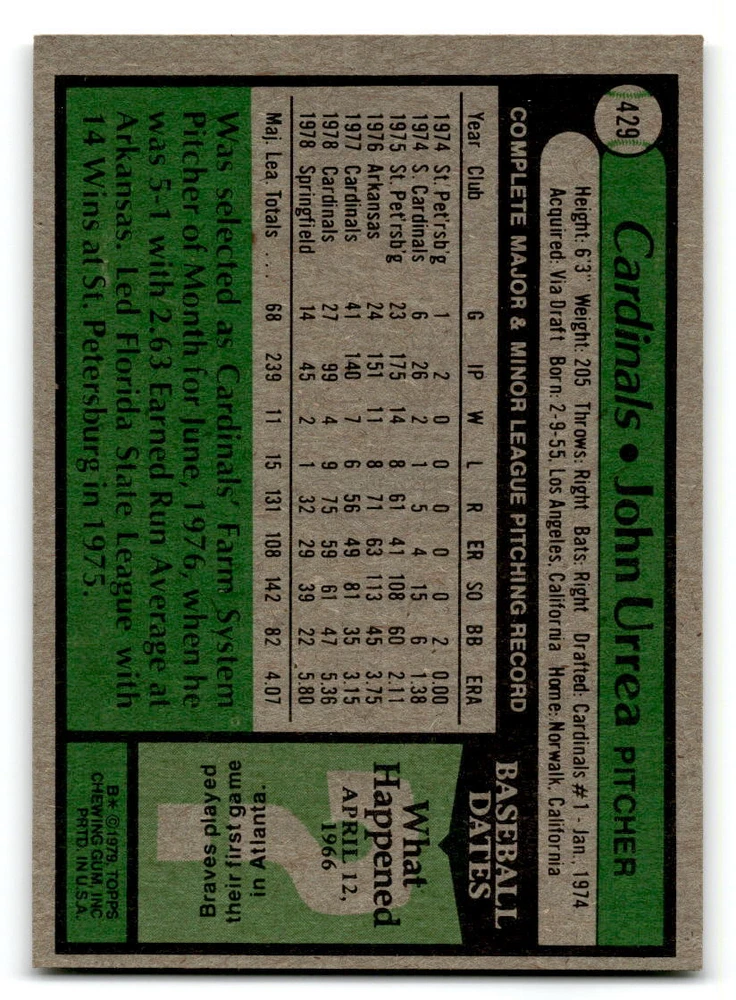 429
Cardinals • John Urrea PITCHER
Height: 6'3" Weight: 205 Throws: Right Bats: Right Drafted: Cardinals #1 - Jan., 1974
Acquired: Via Draft Born: 2-9-55, Los Angeles, California Home: Norwalk, California
COMPLETE MAJOR & MINOR LEAGUE PITCHING RECORD
Year Club G IP W L R ER SO BB ERA
1974 St. Pet'rsb'g 1 2 0 0 0 0 0 2 0.00
1974 S. Cardinals 6 26 2 1 5 4 15 6 1.38
1975 St. Pet'rsb'g 23 175 14 8 61 41 108 60 2.11
1976 Arkansas 24 151 11 8 71 63 113 45 3.75
1977 Cardinals 41 140 7 6 56 49 81 35 3.15
1978 Cardinals 27 99 4 9 75 59 61 47 5.36
1978 Springfield 14 45 2 1 32 29 39 22 5.80
Maj. Lea. Totals . . . 68 239 11 15 131 108 142 82 4.07
Was selected as Cardinals' Farm System
Pitcher of Month for June, 1976, when he
was 5-1 with 2.63 Earned Run Average at
Arkansas. Led Florida State League with
14 Wins at St. Petersburg in 1975.
BASEBALL
DATES
What
Happened
APRIL 12,
1966
Braves played
their first game
in Atlanta.
B* ©1979, TOPPS
CHEWING GUM, INC
PRTD. IN U.S.A.